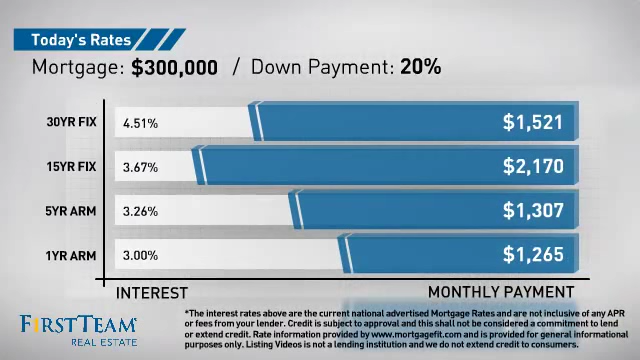 Today's Rates
Mortgage: $300,000 / Down Payment: 20%
30YR FIX 4.51% $1,521
15YR FIX 3.67% $2,170
5YR ARM 3.26% $1,307
1YR ARM 3.00% $1,265
INTEREST MONTHLY PAYMENT
FIRSTTEAM®
REAL ESTATE
*The interest rates above are the current national advertised Mortgage Rates and are not inclusive of any APR
or fees from your lender. Credit is subject to approval and this shall not be considered a commitment to lend
or extend credit. Rate information provided by www.mortgagefit.com and is provided for general informational
purposes only. Listing Videos is not a lending institution and we do not extend credit to consumers.